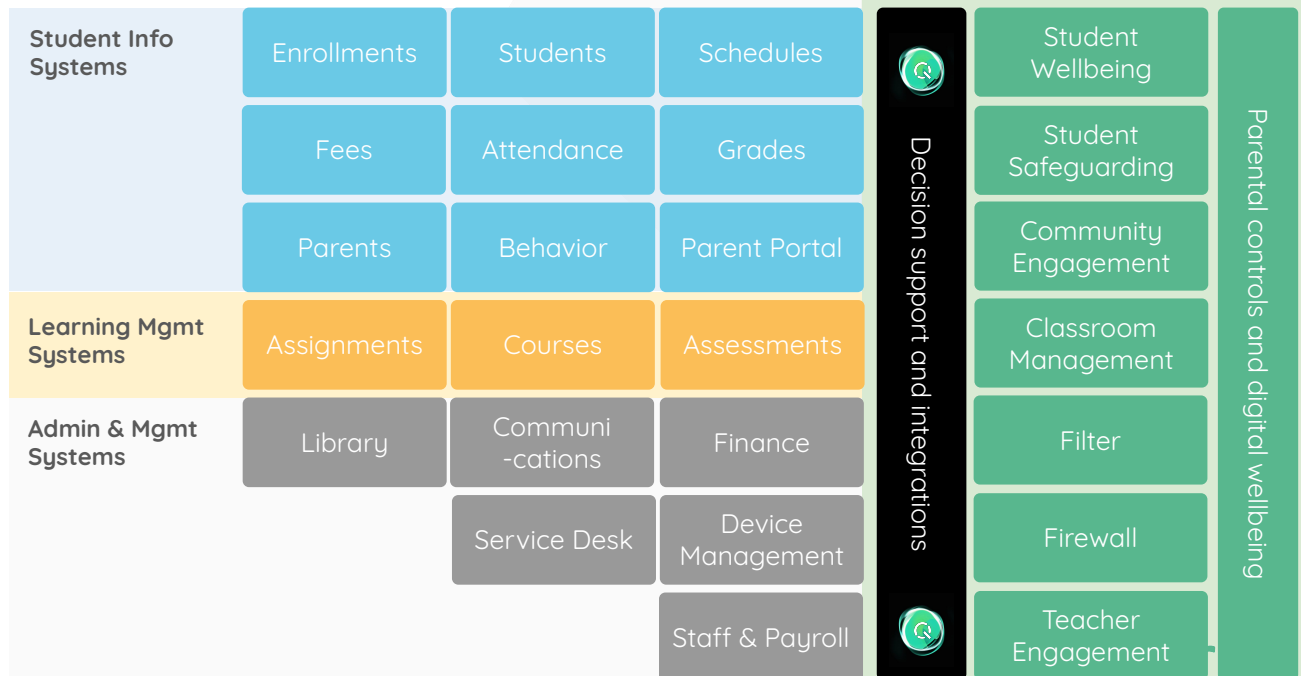 Student Info
Systems
Enrollments
Students
Schedules
Fees
Attendance
Grades
Parents
Behavior
Parent Portal
Learning Mgmt
Systems
Assignments
Courses
Assessments
Admin & Mgmt
Systems
Library
Communi
-cations
Finance
Service Desk
Device
Management
Staff & Payroll
Decision support and integrations
Student
Wellbeing
Student
Safeguarding
Community
Engagement
Classroom
Management
Filter
Firewall
Teacher
Engagement
Parental controls and digital wellbeing